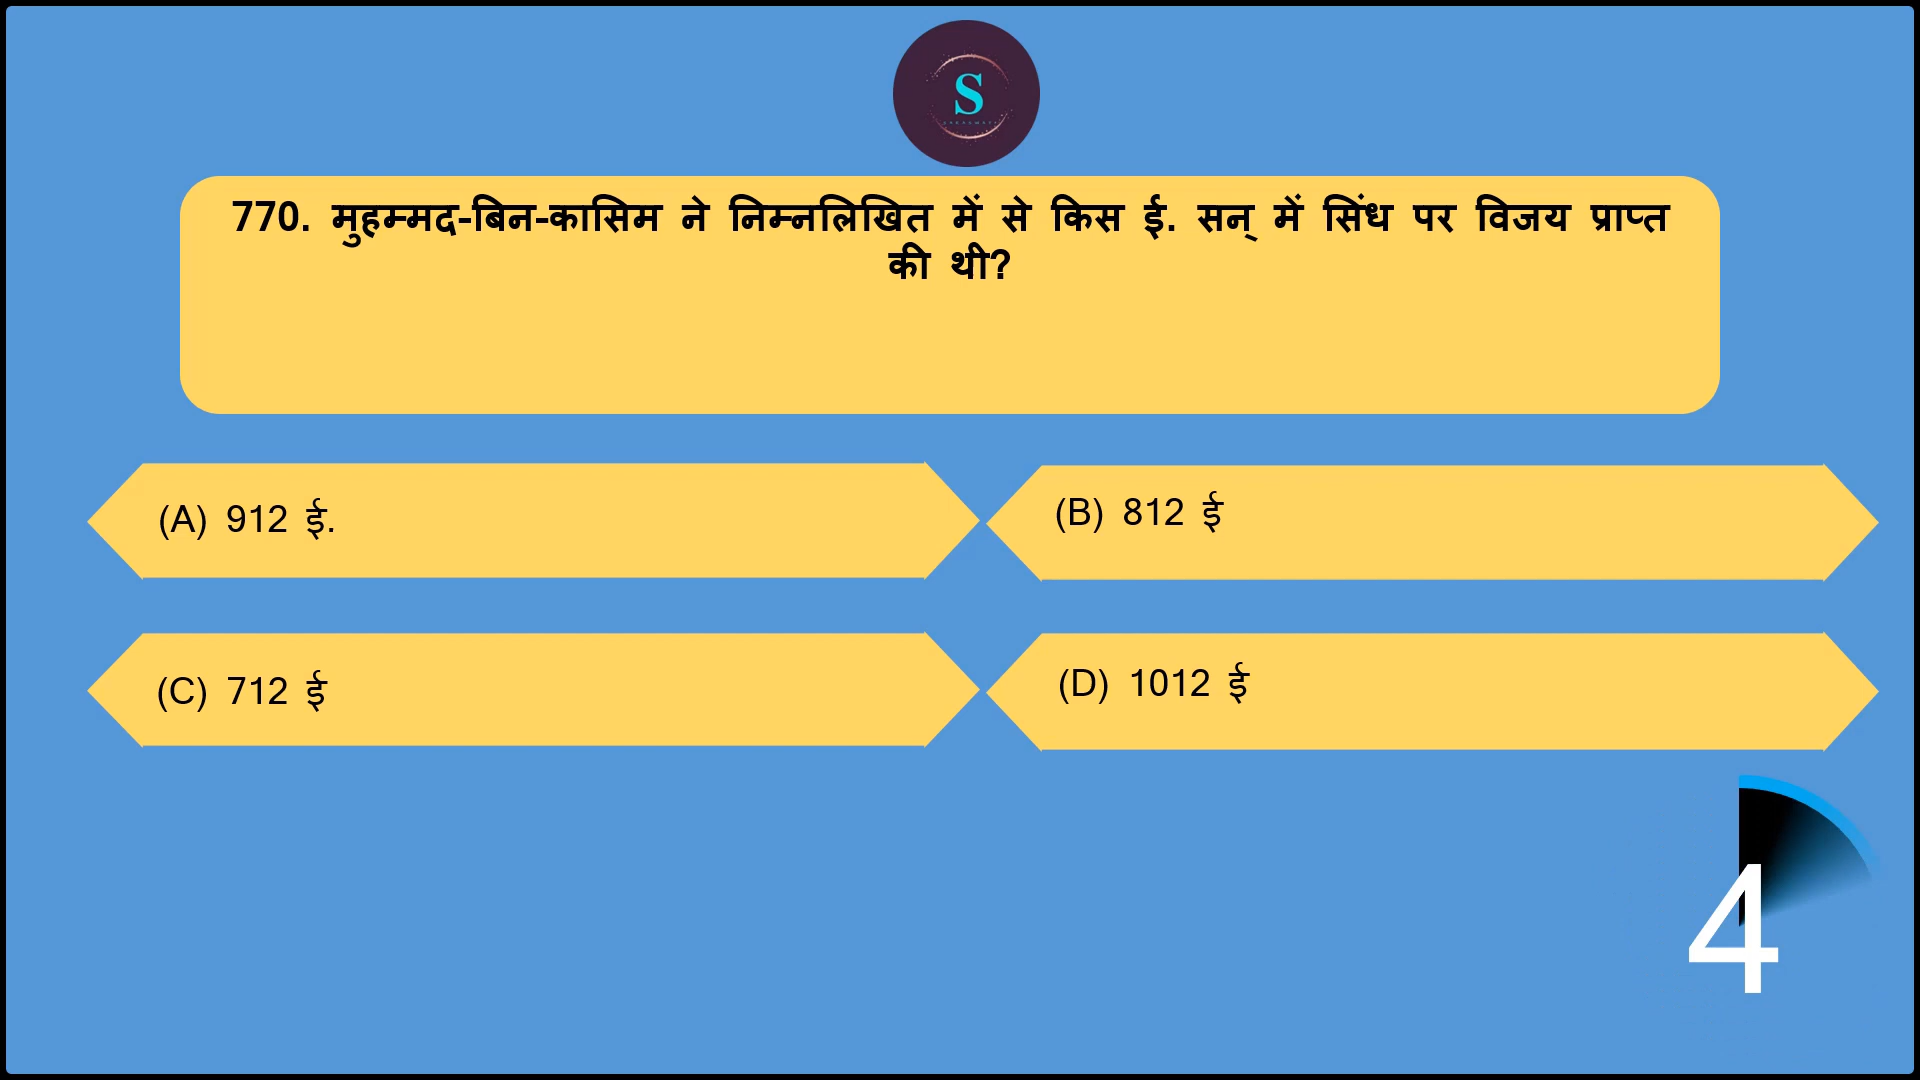 S
770. मुहम्मद-बिन-कासिम ने निम्नलिखित में से किस ई. सन् में सिंध पर विजय प्राप्त
की थी?
(A) 912 ई.
(B) 812 ई
(C) 712 ई
(D) 1012 ई
4